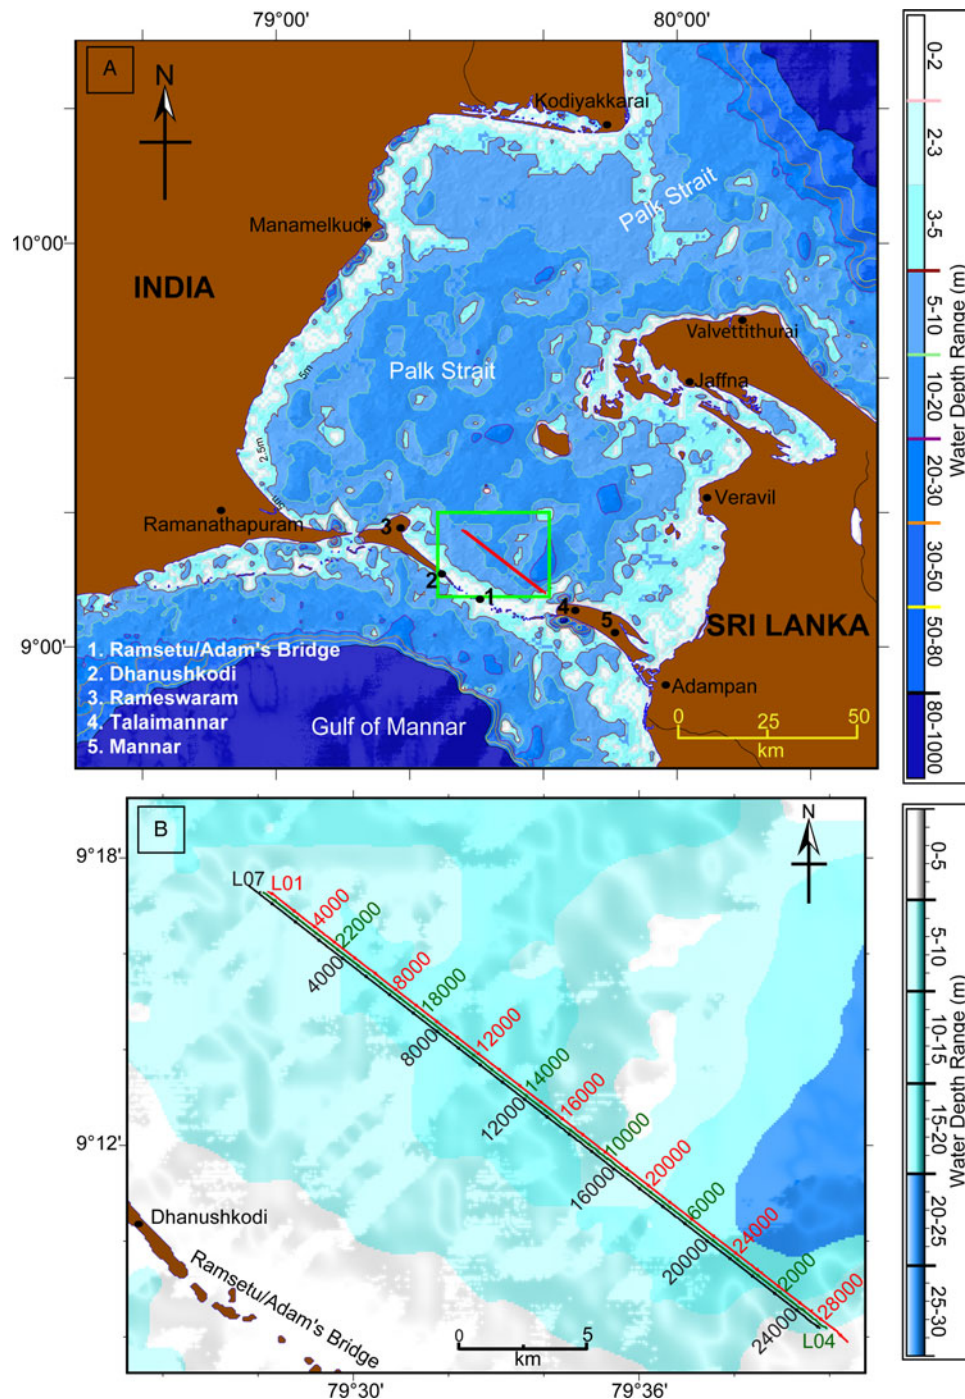 79°00'
80°00'
A
N
Kodiyakkarai
Palk Strait
Manamelkudi
10°00'
INDIA
Valvettithurai
5m
Palk Strait
Jaffna
2.5m
5m
Veravil
Ramanathapuram
3
2
1
4
5
SRI LANKA
9°00'
1. Ramsetu/Adam's Bridge
2. Dhanushkodi
3. Rameswaram
4. Talaimannar
5. Mannar
Gulf of Mannar
Adampan
0 25 50
km
0-2
2-3
3-5
5-10
10-20
20-30
30-50
50-80
80-1000
Water Depth Range (m)
B
N
9°18'
L07
L01
4000
22000
4000
8000
18000
8000
12000
14000
12000
16000
10000
16000
20000
6000
20000
24000
2000
24000
28000
L04
9°12'
Dhanushkodi
Ramsetu/Adam's Bridge
0 5
km
79°30'
79°36'
0-5
5-10
10-15
15-20
20-25
25-30
Water Depth Range (m)